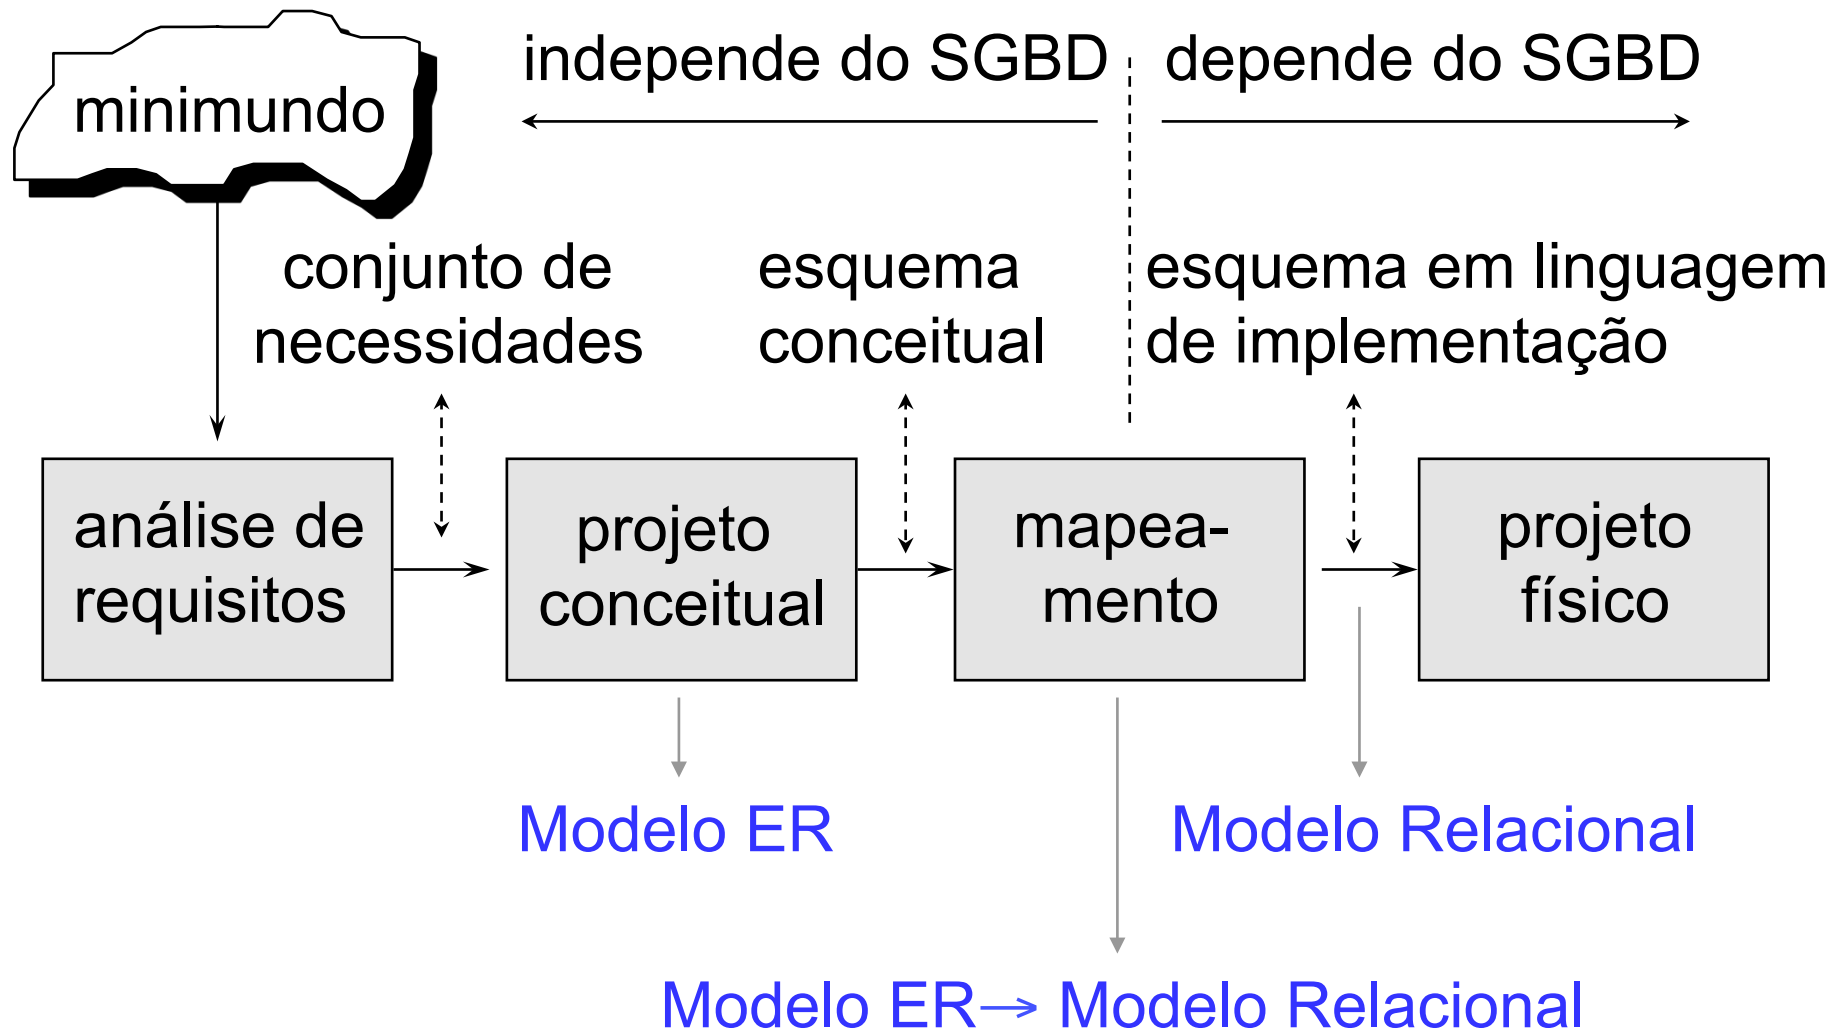 minimundo
independe do SGBD
depende do SGBD
conjunto de
necessidades
esquema
conceitual
esquema em linguagem
de implementação
análise de
requisitos
projeto
conceitual
mapea-
mento
projeto
físico
Modelo ER
Modelo Relacional
Modelo ER → Modelo Relacional